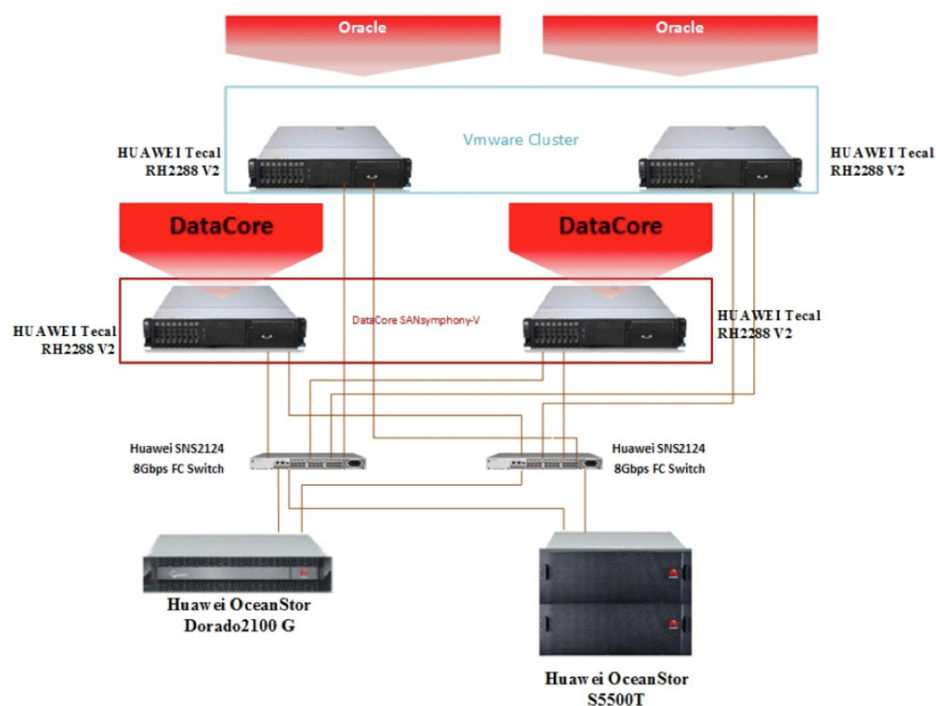 Oracle
Oracle
Vmware Cluster
HUAWEI Tecal
RH2288 V2
HUAWEI Tecal
RH2288 V2
DataCore
DataCore
DataCore SANsymphony-V
HUAWEI Tecal
RH2288 V2
HUAWEI Tecal
RH2288 V2
Huawei SNS2124
8Gbps FC Switch
Huawei SNS2124
8Gbps FC Switch
Huawei OceanStor
Dorado2100 G
Huawei OceanStor
S5500T